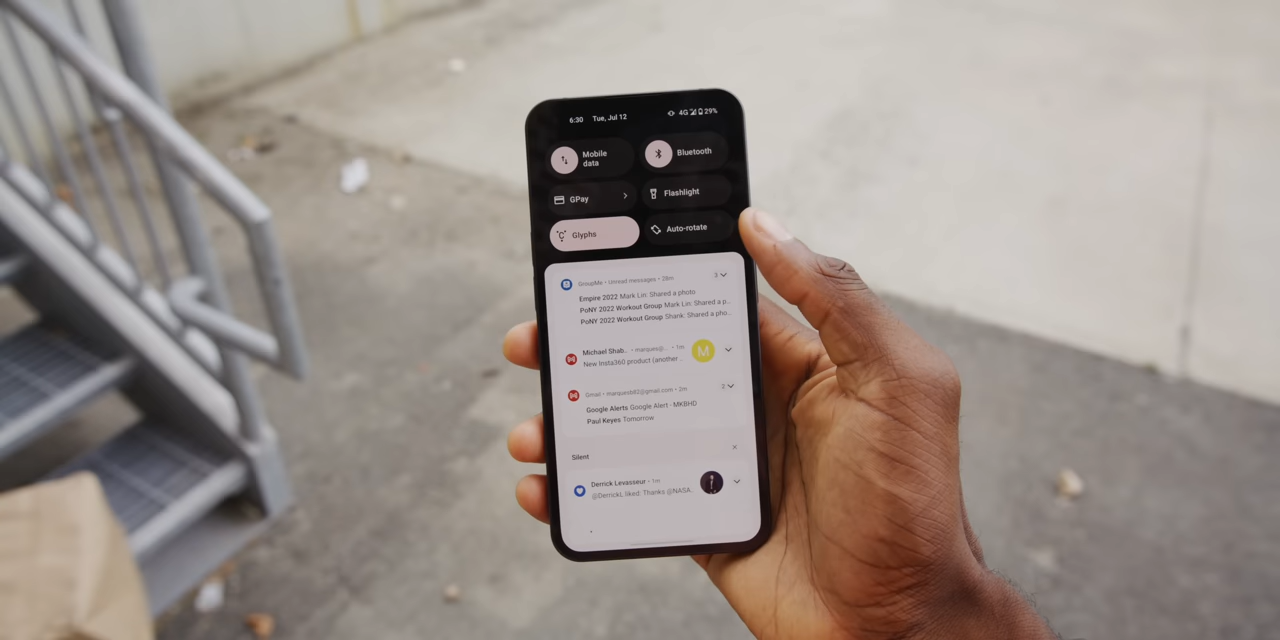 6:30 Tue, Jul 12 4G 29%
Mobile data
Bluetooth
GPay
Flashlight
Glyphs
Auto-rotate
GroupMe • Unread messages • 28m 3
Empire 2022 Mark Lin: Shared a photo
PoNY 2022 Workout Group Mark Lin: Shared a p..
PoNY 2022 Workout Group Shank: Shared a pho...
Michael Shab.. • marques@... • 1m
M
New Insta360 product (another ..
Gmail • marquesb82@gmail.com • 2m 2
Google Alerts Google Alert - MKBHD
Paul Keyes Tomorrow
Silent
Derrick Levasseur • 1m
@DerrickL liked: Thanks @NASA..